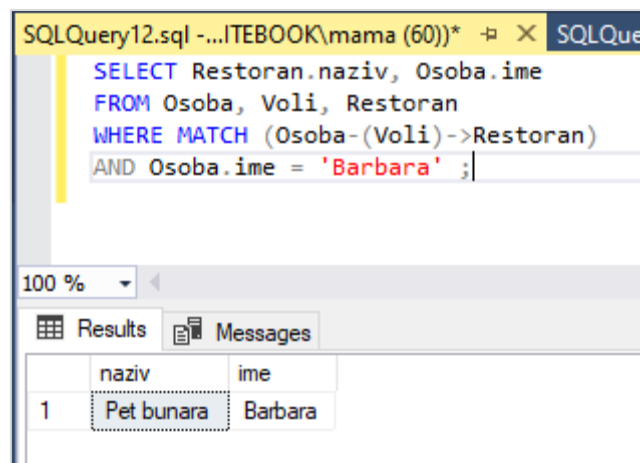 SQLQuery12.sql -...ITEBOOK\mama (60))* SQLQue
SELECT Restoran.naziv, Osoba.ime
FROM Osoba, Voli, Restoran
WHERE MATCH (Osoba-(Voli)->Restoran)
AND Osoba.ime = 'Barbara' ;
100 %
Results Messages
naziv ime
1 Pet bunara Barbara